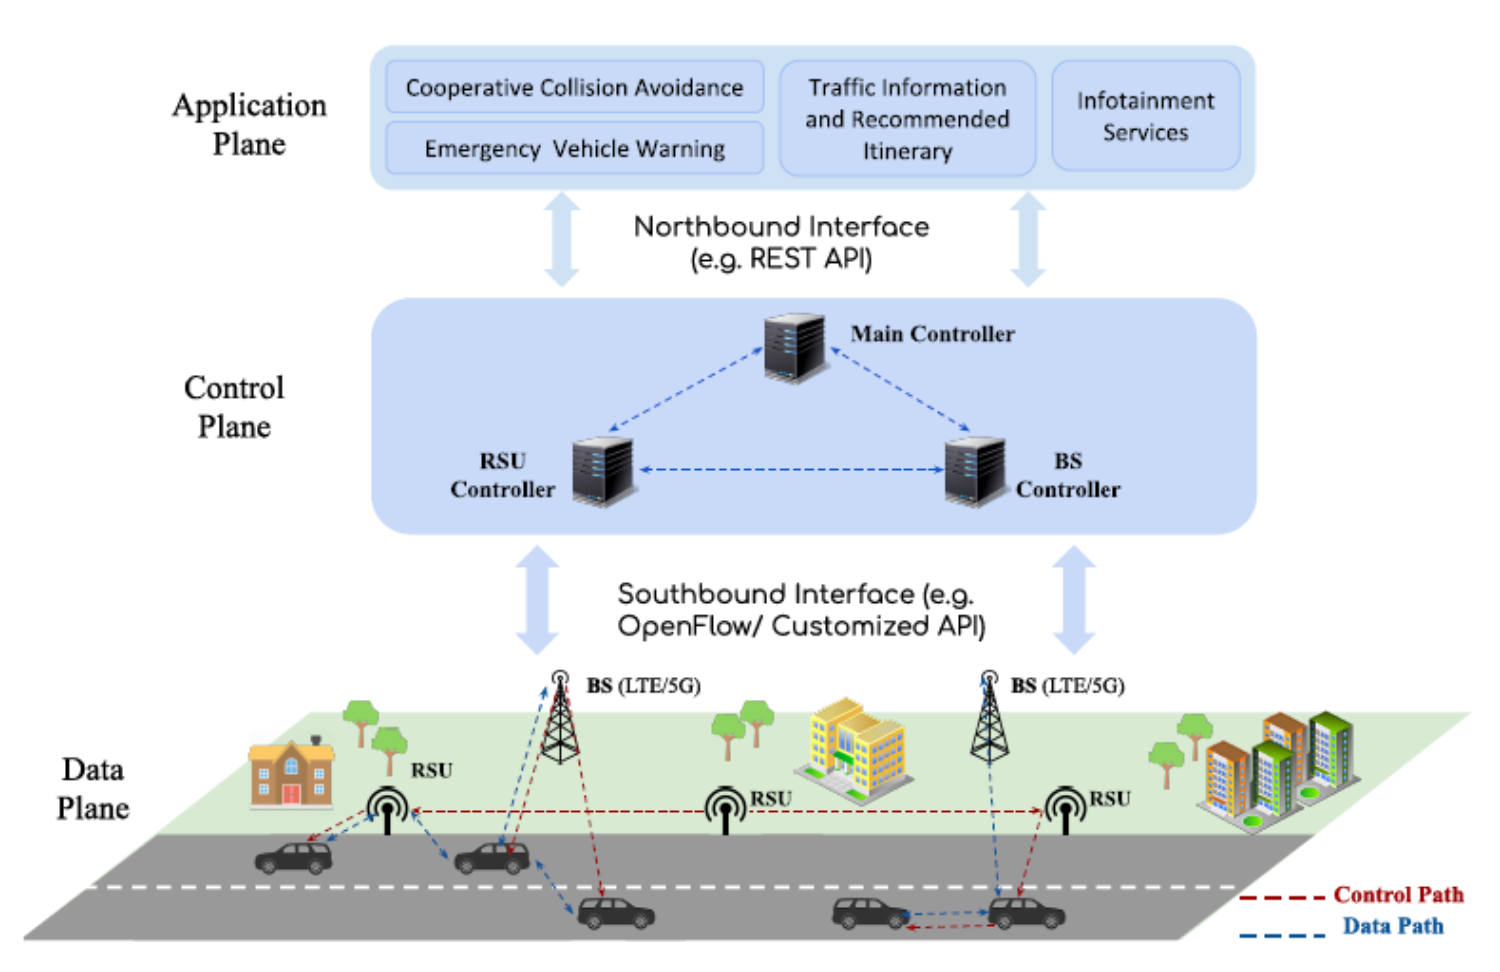 Application
Plane
Cooperative Collision Avoidance
Emergency Vehicle Warning
Traffic Information
and Recommended
Itinerary
Infotainment
Services
Northbound Interface
(e.g. REST API)
Control
Plane
Main Controller
RSU
Controller
BS
Controller
Southbound Interface (e.g.
OpenFlow/ Customized API)
BS (LTE/5G)
BS (LTE/5G)
Data
Plane
RSU
RSU
RSU
Control Path
Data Path